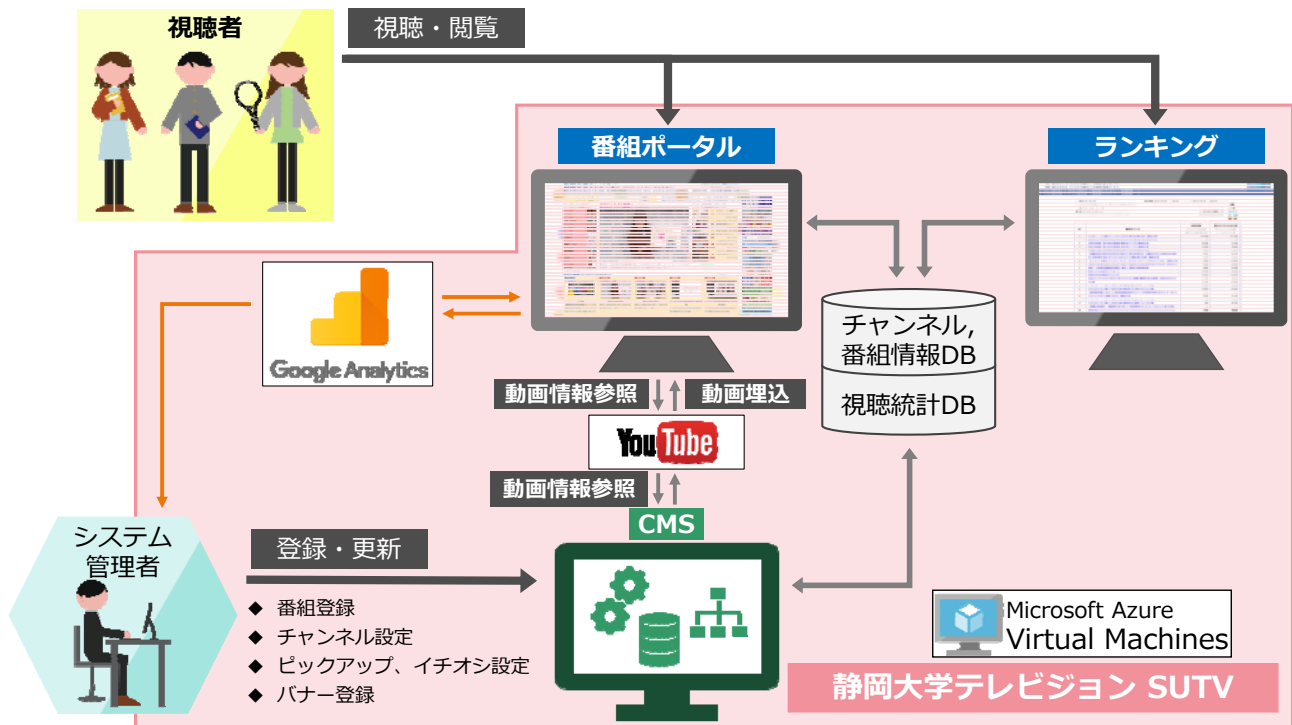 視聴者
視聴・閲覧
番組ポータル
ランキング
Google Analytics
チャンネル,
番組情報DB
視聴統計DB
動画情報参照
動画埋込
YouTube
動画情報参照
CMS
システム
管理者
登録・更新
◆ 番組登録
◆ チャンネル設定
◆ ピックアップ、イチオシ設定
◆ バナー登録
Microsoft Azure
Virtual Machines
静岡大学テレビジョン SUTV